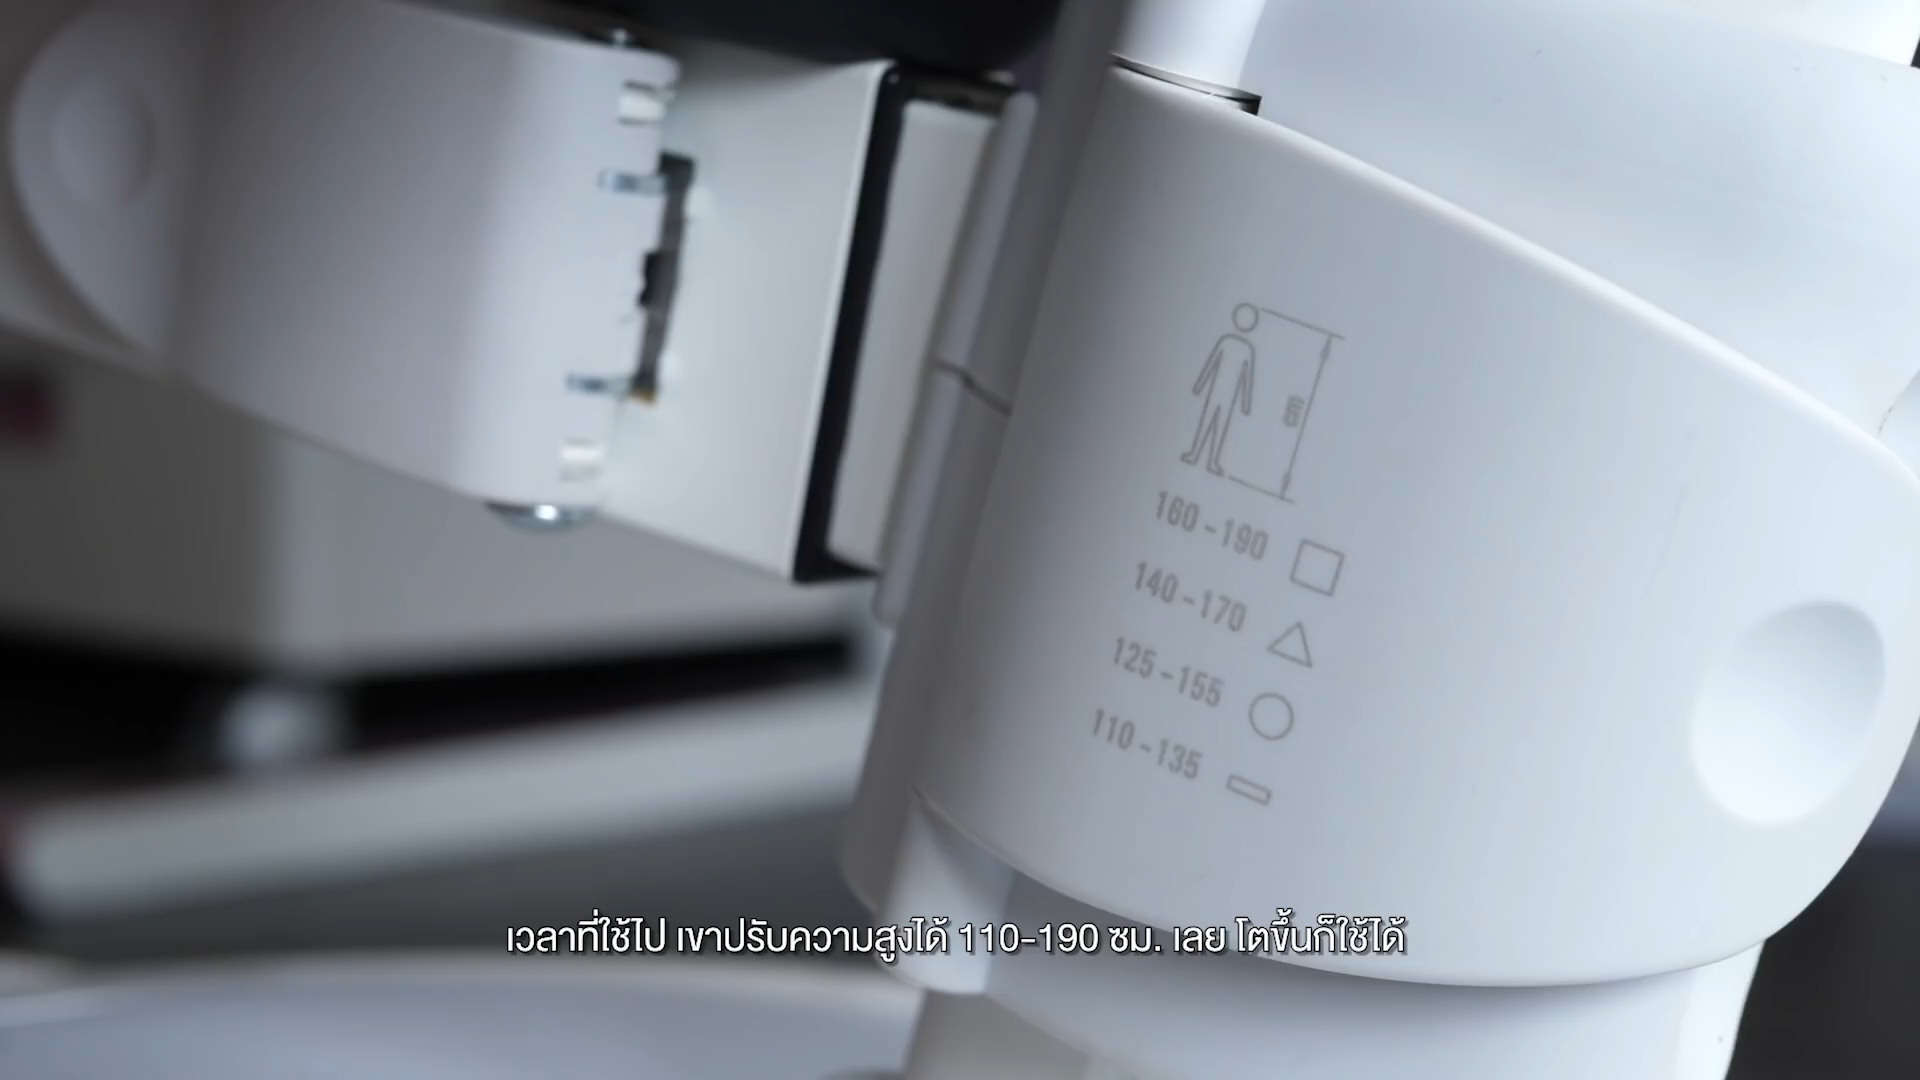 cm
160-190
140-170
125-155
110-135
เวลาที่ใช้ไป เขาปรับความสูงได้ 110-190 ซม. เลย โตขึ้นก็ใช้ได้